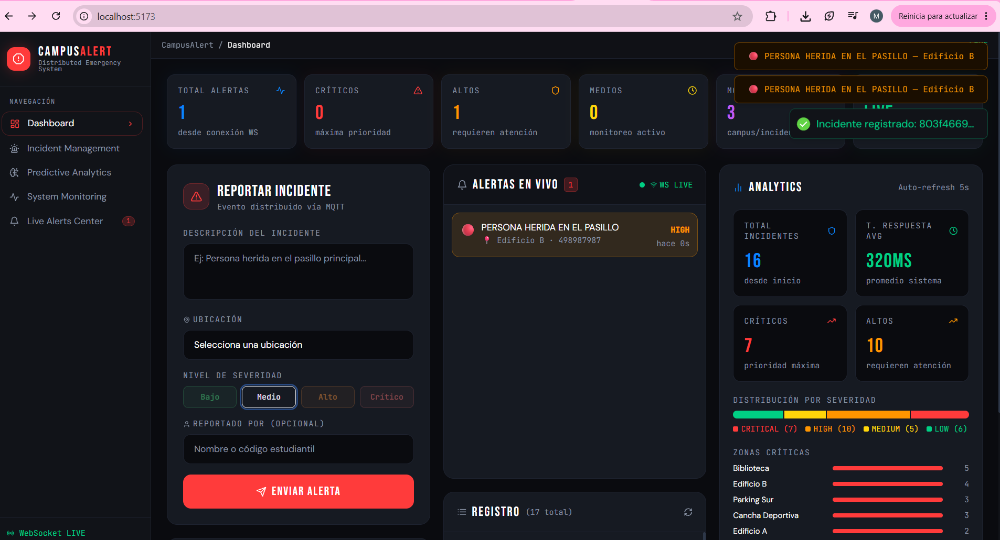 localhost:5173
M
Reinicia para actualizar
CAMPUSALERT
Distributed Emergency
System
NAVEGACIÓN
Dashboard
Incident Management
Predictive Analytics
System Monitoring
Live Alerts Center
1
WebSocket LIVE
CampusAlert / Dashboard
PERSONA HERIDA EN EL PASILLO — Edificio B
PERSONA HERIDA EN EL PASILLO — Edificio B
Incidente registrado: 803f4669...
TOTAL ALERTAS
1
desde conexión WS
CRÍTICOS
0
máxima prioridad
ALTOS
1
requieren atención
MEDIOS
0
monitoreo activo
3
LIVE
REPORTAR INCIDENTE
Evento distribuido vía MQTT
DESCRIPCIÓN DEL INCIDENTE
Ej: Persona herida en el pasillo principal...
UBICACIÓN
Selecciona una ubicación
NIVEL DE SEVERIDAD
Bajo Medio Alto Crítico
REPORTADO POR (OPCIONAL)
Nombre o código estudiantil
ENVIAR ALERTA
ALERTAS EN VIVO 1
WS LIVE
PERSONA HERIDA EN EL PASILLO
HIGH
Edificio B · 498987987
hace 0s
REGISTRO (17 total)
ANALYTICS
Auto-refresh 5s
TOTAL
INCIDENTES
16
desde inicio
T. RESPUESTA
AVG
320MS
promedio sistema
CRÍTICOS
7
prioridad máxima
ALTOS
10
requieren atención
DISTRIBUCIÓN POR SEVERIDAD
CRITICAL (7) HIGH (10) MEDIUM (5) LOW (6)
ZONAS CRÍTICAS
Biblioteca 5
Edificio B 4
Parking Sur 3
Cancha Deportiva 3
Edificio A 2